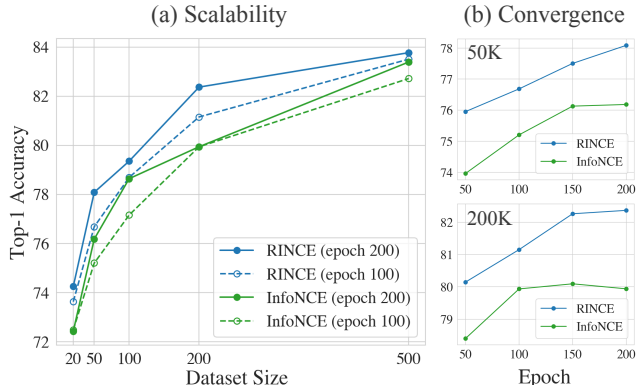 (a) Scalability
84
82
80
78
76
74
72
Top-1 Accuracy
RINCE (epoch 200)
RINCE (epoch 100)
InfoNCE (epoch 200)
InfoNCE (epoch 100)
20 50 100 200 500
Dataset Size
(b) Convergence
50K
78
77
76
75
74
RINCE
InfoNCE
50 100 150 200
200K
82
81
80
79
RINCE
InfoNCE
50 100 150 200
Epoch